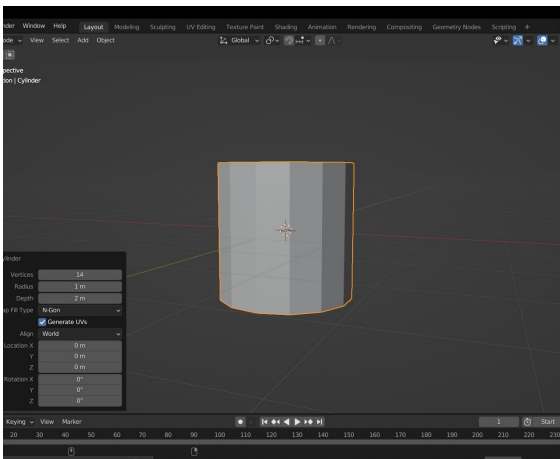 nder Window Help Layout Modeling Sculpting UV Editing Texture Paint Shading Animation Rendering Compositing Geometry Nodes Scripting +
ode View Select Add Object Global
pective
on | Cylinder
ylinder
Vertices 14
Radius 1 m
Depth 2 m
ap Fill Type N-Gon
Generate UVs
Align World
Location X 0 m
Y 0 m
Z 0 m
Rotation X 0°
Y 0°
Z 0°
Keying View Marker 1 Start
20 30 40 50 60 70 80 90 100 110 120 130 140 150 160 170 180 190 200 210 220 230